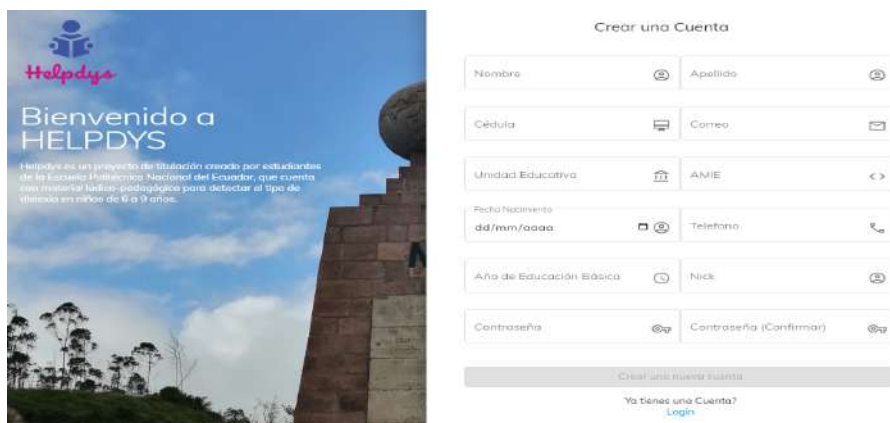 Helpdys
Bienvenido a
HELPDYS
Helpdys es un proyecto de titulación creado por estudiantes
de la Escuela Politécnica Nacional del Ecuador, que cuenta
con material lúdico-pedagógico para detectar el tipo de
dislexia en niños de 6 a 9 años.
Crear una Cuenta
Nombre
Apellido
Cédula
Correo
Unidad Educativa
AMIE
Fecha Nacimiento
dd/mm/aaaa
Telefono
Año de Educación Básica
Nick
Contraseña
Contraseña (Confirmar)
Crear una nueva cuenta
Ya tienes una Cuenta?
Login